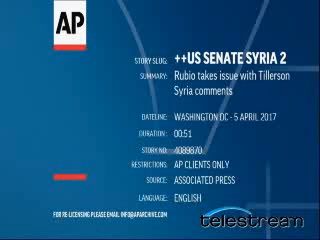 AP
STORY SLUG: ++US SENATE SYRIA 2
SUMMARY: Rubio takes issue with Tillerson
Syria comments
DATELINE: WASHINGTON DC - 5 APRIL 2017
DURATION: 00:51
STORY NO: 4089870
RESTRICTIONS: AP CLIENTS ONLY
SOURCE: ASSOCIATED PRESS
LANGUAGE: ENGLISH
FOR RE-LICENSING PLEASE EMAIL INFO@APARCHIVE.COM
telestream